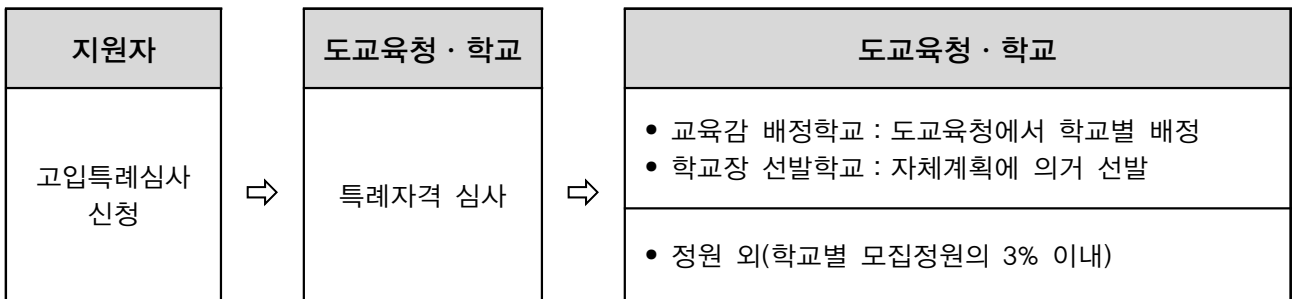 지원자
고입특례심사
신청
⇨
도교육청 · 학교
특례자격 심사
⇨
도교육청 · 학교
• 교육감 배정학교 : 도교육청에서 학교별 배정
• 학교장 선발학교 : 자체계획에 의거 선발
• 정원 외(학교별 모집정원의 3% 이내)